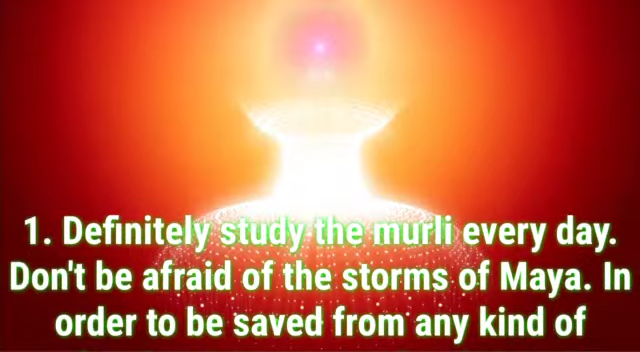 1. Definitely study the murli every day.
Don't be afraid of the storms of Maya. In
order to be saved from any kind of